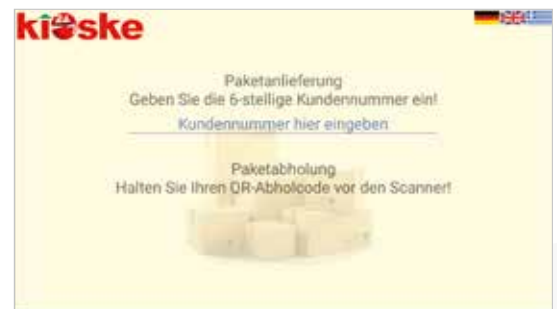 kioske
Paketanlieferung
Geben Sie die 6-stellige Kundennummer ein!
Kundennummer hier eingeben
Paketabholung
Halten Sie Ihren QR-Abholcode vor den Scanner!